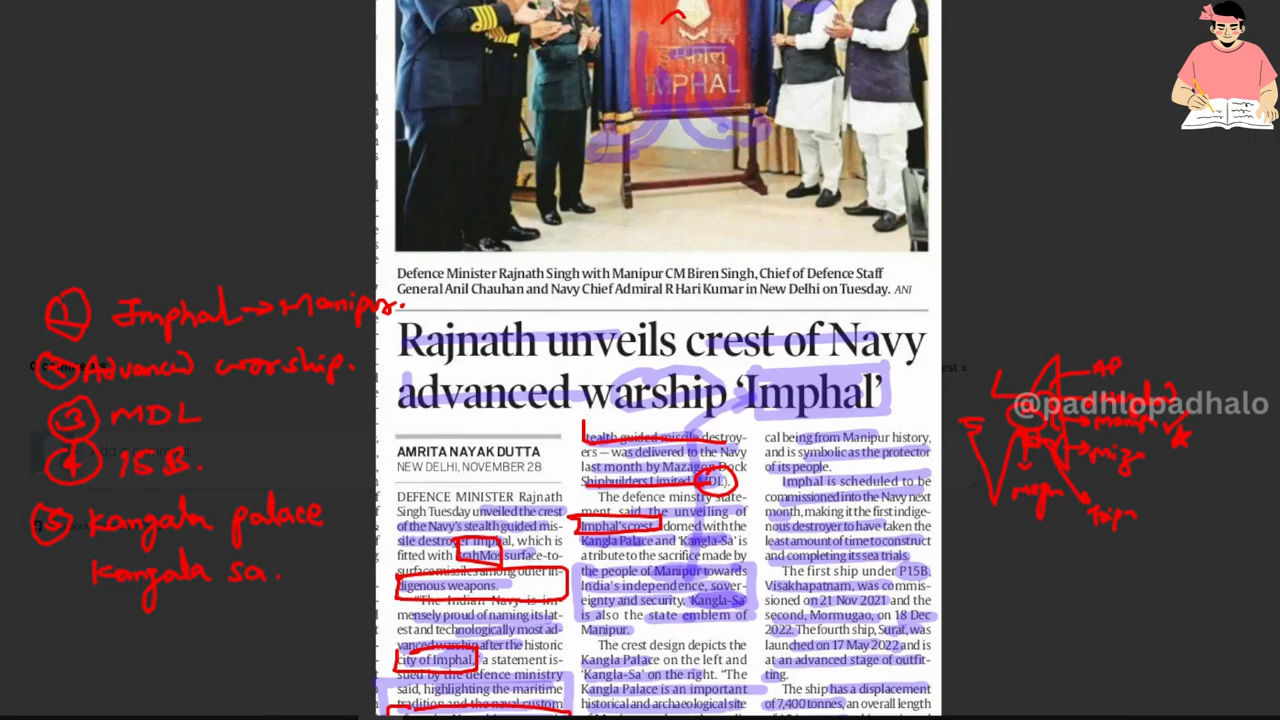 इम्फाल
IMPHAL
Defence Minister Rajnath Singh with Manipur CM Biren Singh, Chief of Defence Staff
General Anil Chauhan and Navy Chief Admiral R Hari Kumar in New Delhi on Tuesday. ANI
Rajnath unveils crest of Navy
advanced warship ‘Imphal’
AMRITA NAYAK DUTTA
NEW DELHI, NOVEMBER 28
DEFENCE MINISTER Rajnath
Singh Tuesday unveiled the crest
of the Navy's stealth guided mis-
sile destroyer Imphal, which is
fitted with BrahMos surface-to-
surface missiles among other in-
digenous weapons.
“The Indian Navy is im-
mensely proud of naming its lat-
est and technologically most ad-
vanced warship after the historic
city of Imphal,” a statement is-
sued by the defence ministry
said, highlighting the maritime
tradition and the naval custom
stealth guided missile destroy-
ers — was delivered to the Navy
last month by Mazagon Dock
Shipbuilders Limited (MDL).
The defence ministry state-
ment said the unveiling of
Imphal's crest adorned with the
Kangla Palace and ‘Kangla-Sa’ is
a tribute to the sacrifice made by
the people of Manipur towards
India's independence, sover-
eignty and security. ‘Kangla-Sa’
is also the state emblem of
Manipur.
The crest design depicts the
Kangla Palace on the left and
‘Kangla-Sa’ on the right. “The
Kangla Palace is an important
historical and archaeological site
cal being from Manipur history,
and is symbolic as the protector
of its people.
Imphal is scheduled to be
commissioned into the Navy next
month, making it the first indige-
nous destroyer to have taken the
least amount of time to construct
and completing its sea trials.
The first ship under P15B,
Visakhapatnam, was commis-
sioned on 21 Nov 2021 and the
second, Mormugao, on 18 Dec
2022. The fourth ship, Surat, was
launched on 17 May 2022 and is
at an advanced stage of outfit-
ting.
The ship has a displacement
of 7,400 tonnes, an overall length
① Imphal → Manipur.
② Advanced worship.
③ MDL
④ 15B.
Kangala palace
Kangala sa.
AP
@padhtopadhalo